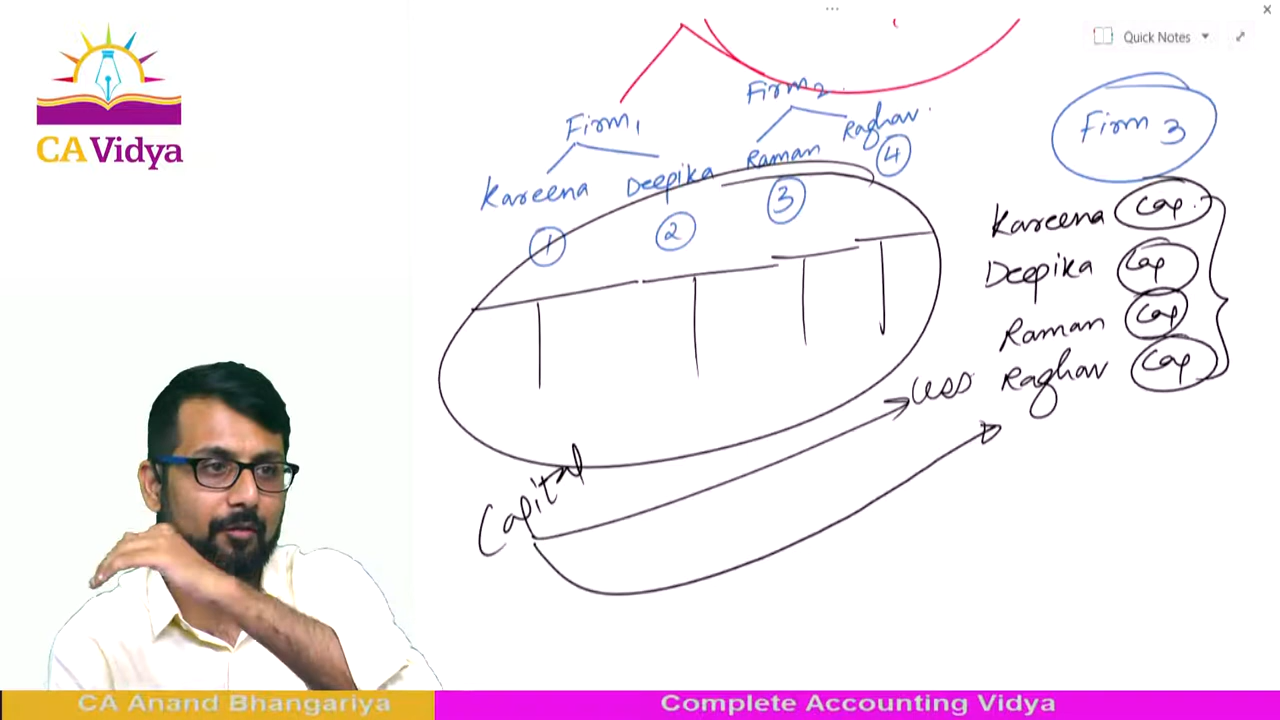 CA Vidya
Quick Notes
Firm 1
Firm 2
Kareena
Deepika
Raman
Raghav
1
2
3
4
Firm 3
Kareena Cap
Deepika Cap
Raman Cap
less Raghav Cap
Capital
CA Anand Bhangariya
Complete Accounting Vidya